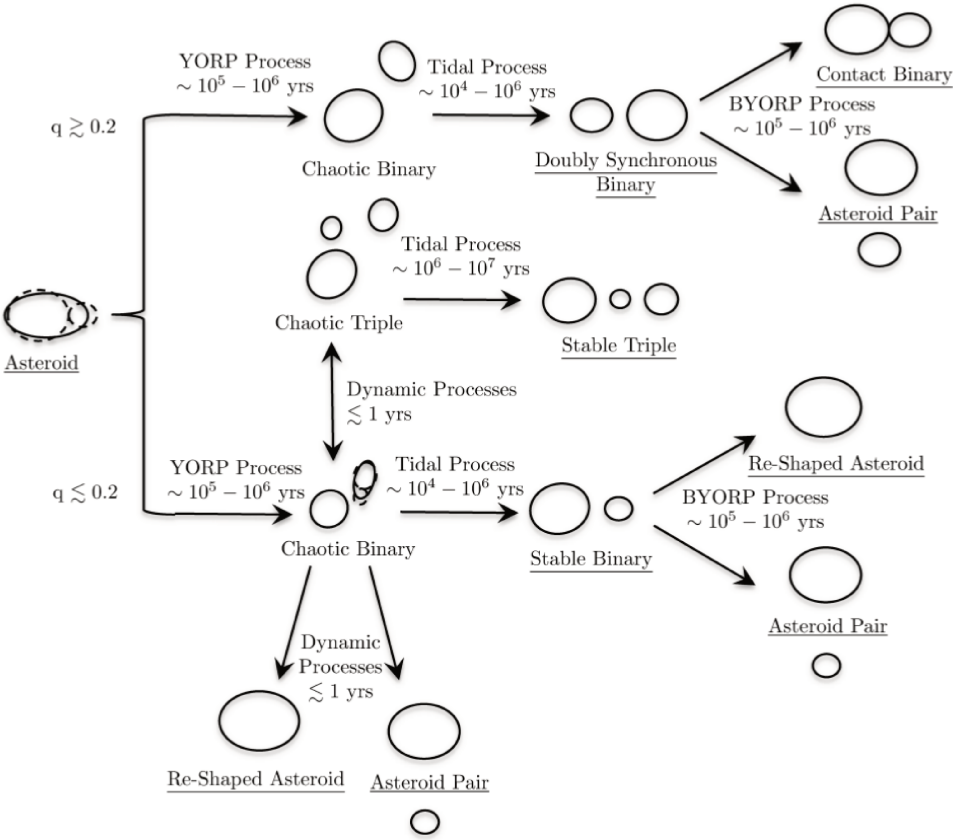 YORP Process
∼ 10⁵ − 10⁶ yrs
q ≳ 0.2
Chaotic Binary
Tidal Process
∼ 10⁴ − 10⁶ yrs
Doubly Synchronous
Binary
Contact Binary
BYORP Process
∼ 10⁵ − 10⁶ yrs
Asteroid Pair
Asteroid
Chaotic Triple
Tidal Process
∼ 10⁶ − 10⁷ yrs
Stable Triple
Dynamic Processes
≲ 1 yrs
q ≲ 0.2
YORP Process
∼ 10⁵ − 10⁶ yrs
Chaotic Binary
Tidal Process
∼ 10⁴ − 10⁶ yrs
Stable Binary
Re-Shaped Asteroid
BYORP Process
∼ 10⁵ − 10⁶ yrs
Asteroid Pair
Dynamic
Processes
≲ 1 yrs
Re-Shaped Asteroid
Asteroid Pair